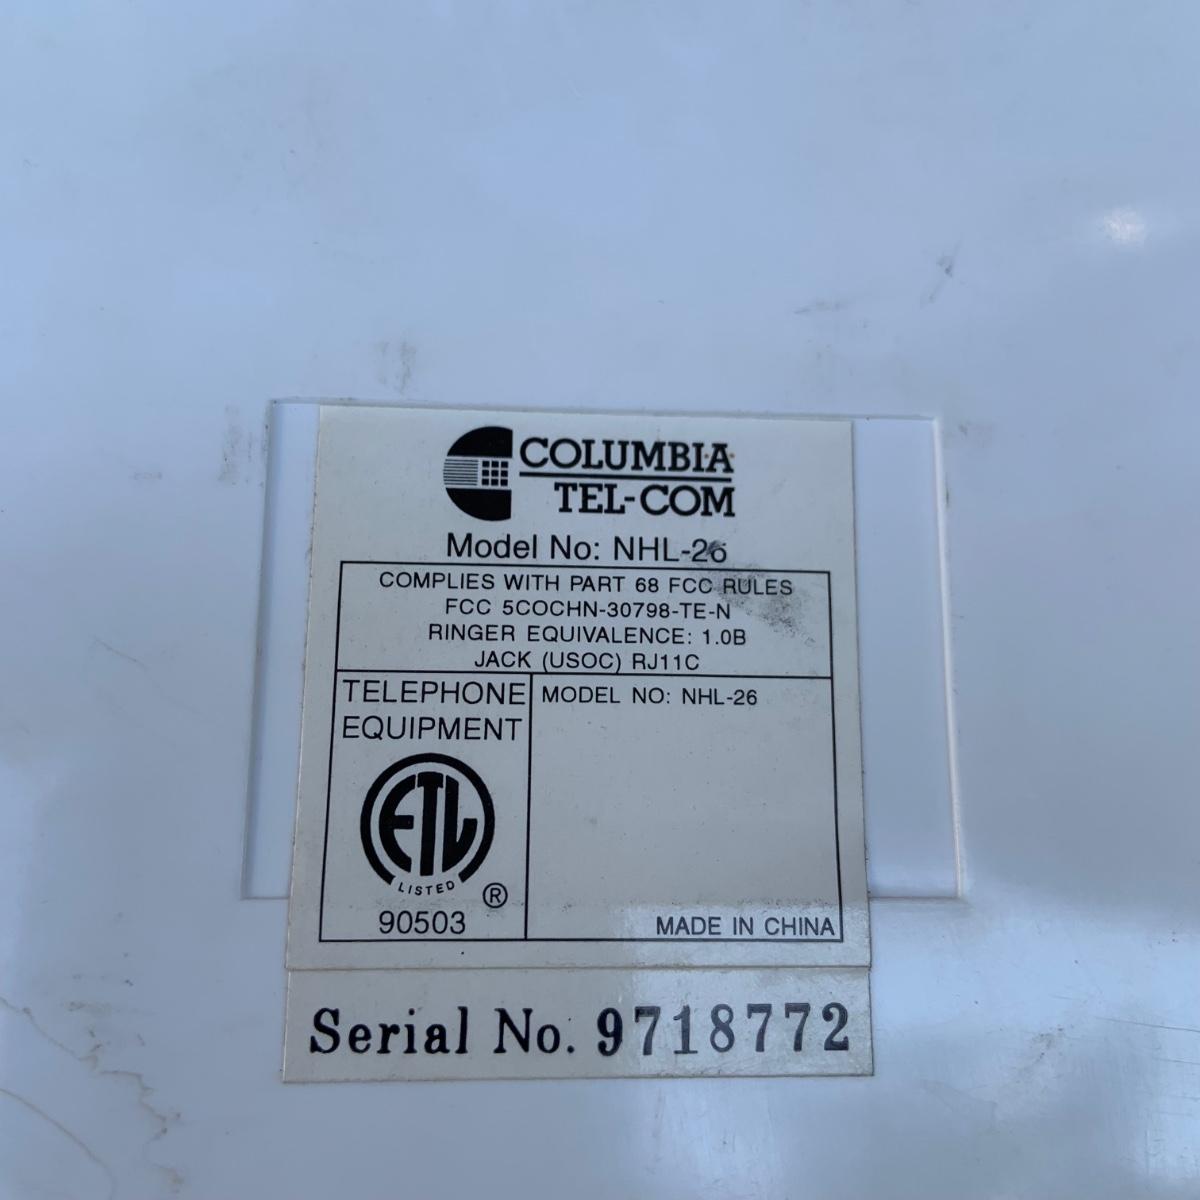 COLUMBIA
TEL-COM
Model No: NHL-26
COMPLIES WITH PART 68 FCC RULES
FCC 5COCHN-30798-TE-N
RINGER EQUIVALENCE: 1.0B
JACK (USOC) RJ11C
TELEPHONE
EQUIPMENT
ETL
LISTED
®
90503
MODEL NO: NHL-26
MADE IN CHINA
Serial No. 9718772